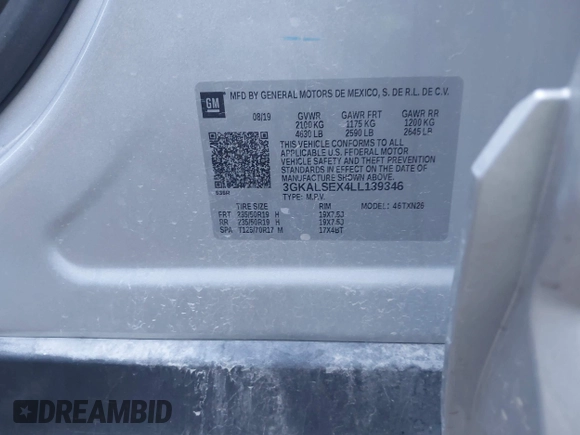 GM
MFD BY GENERAL MOTORS DE MEXICO, S. DE R.L. DE C.V.
08/19 GVWR GAWR FRT GAWR RR
2100 KG 1175 KG 1200 KG
4630 LB 2590 LB 2645 LB
THIS VEHICLE CONFORMS TO ALL
APPLICABLE U.S. FEDERAL MOTOR
VEHICLE SAFETY AND THEFT PREVENTION
STANDARDS IN EFFECT ON THE DATE
OF MANUFACTURE SHOWN ABOVE.
3GKALSEX4LL139346
TYPE: M.P.V. MODEL: 46TXN26
TIRE SIZE RIM
FRT 235/50R19 H 19X7.5J
RR 235/50R19 H 19X7.5J
SPA T125/70R17 M 17X4BT
DREAMBID